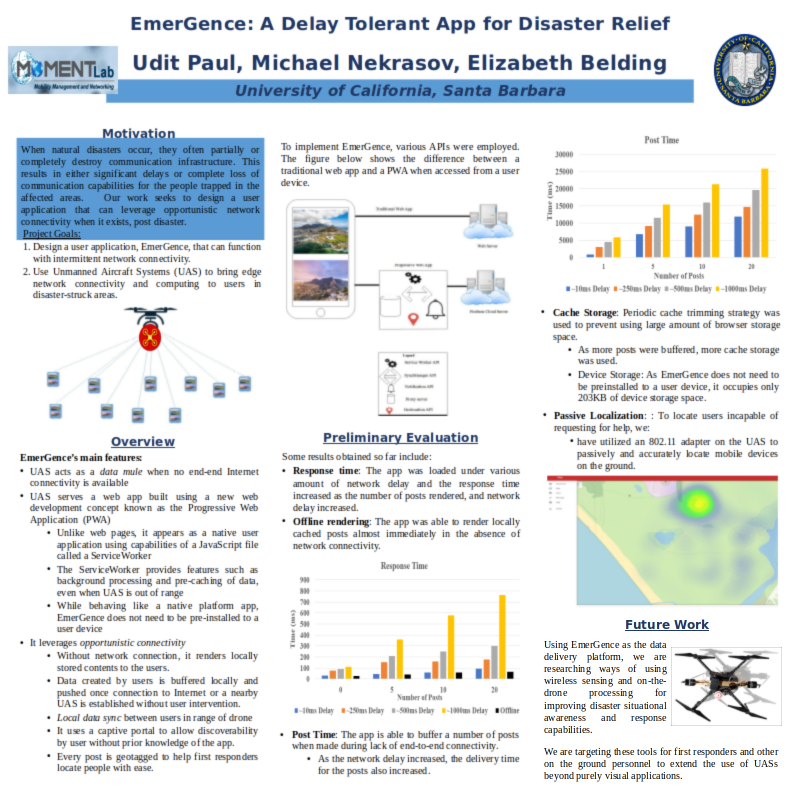 EmerGence: A Delay Tolerant App for Disaster Relief
Udit Paul, Michael Nekrasov, Elizabeth Belding
University of California, Santa Barbara
MOMENTLab
Mobility Management and Networking
Motivation
When natural disasters occur, they often partially or
completely destroy communication infrastructure. This
results in either significant delays or complete loss of
communication capabilities for the people trapped in the
affected areas. Our work seeks to design a user
application that can leverage opportunistic network
connectivity when it exists, post disaster.
Project Goals:
1. Design a user application, EmerGence, that can function
with intermittent network connectivity.
2. Use Unmanned Aircraft Systems (UAS) to bring edge
network connectivity and computing to users in
disaster-struck areas.
Overview
EmerGence's main features:
• UAS acts as a data mule when no end-end Internet
connectivity is available
• UAS serves a web app built using a new web
development concept known as the Progressive Web
Application (PWA)
• Unlike web pages, it appears as a native user
application using capabilities of a JavaScript file
called a ServiceWorker
• The ServiceWorker provides features such as
background processing and pre-caching of data,
even when UAS is out of range
• While behaving like a native platform app,
EmerGence does not need to be pre-installed to a
user device
• It leverages opportunistic connectivity
• Without network connection, it renders locally
stored contents to the users.
• Data created by users is buffered locally and
pushed once connection to Internet or a nearby
UAS is established without user intervention.
• Local data sync between users in range of drone
• It uses a captive portal to allow discoverability
by user without prior knowledge of the app.
• Every post is geotagged to help first responders
locate people with ease.
To implement EmerGence, various APIs were employed.
The figure below shows the difference between a
traditional web app and a PWA when accessed from a user
device.
Traditional Web App
Web Server
Progressive Web App
Legend
Service Worker API
Notification API
Proxy server
Geolocation API
Preliminary Evaluation
Some results obtained so far include:
• Response time: The app was loaded under various
amount of network delay and the response time
increased as the number of posts rendered, and network
delay increased.
• Offline rendering: The app was able to render locally
cached posts almost immediately in the absence of
network connectivity.
Response Time
Time (ms)
900
800
700
600
500
400
300
200
100
0
0 5 10 20
Number of Posts
~10ms Delay ~250ms Delay ~500ms Delay ~1000ms Delay Offline
• Post Time: The app is able to buffer a number of posts
when made during lack of end-to-end connectivity.
• As the network delay increased, the delivery time
for the posts also increased.
Post Time
Time (ms)
30000
25000
20000
15000
10000
5000
0
1 5 10 20
Number of Posts
~10ms Delay ~250ms Delay ~500ms Delay ~1000ms Delay
• Cache Storage: Periodic cache trimming strategy was
used to prevent using large amount of browser storage
space.
• As more posts were buffered, more cache storage
was used.
• Device Storage: As EmerGence does not need to
be preinstalled to a user device, it occupies only
203KB of device storage space.
• Passive Localization: : To locate users incapable of
requesting for help, we:
• have utilized an 802.11 adapter on the UAS to
passively and accurately locate mobile devices
on the ground.
Future Work
Using EmerGence as the data
delivery platform, we are
researching ways of using
wireless sensing and on-the-
drone processing for
improving disaster situational
awareness and response
capabilities.
We are targeting these tools for first responders and other
on the ground personnel to extend the use of UASs
beyond purely visual applications.